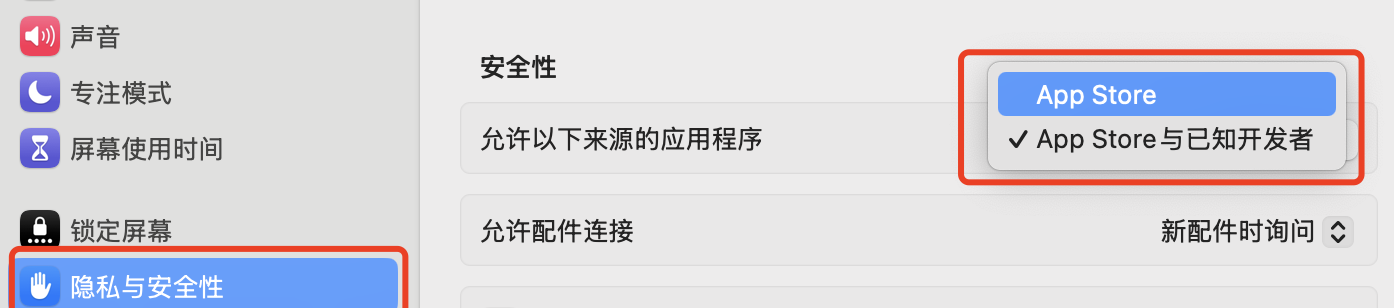 声音
专注模式
屏幕使用时间
锁定屏幕
隐私与安全性
安全性
允许以下来源的应用程序
App Store
App Store与已知开发者
允许配件连接
新配件时询问